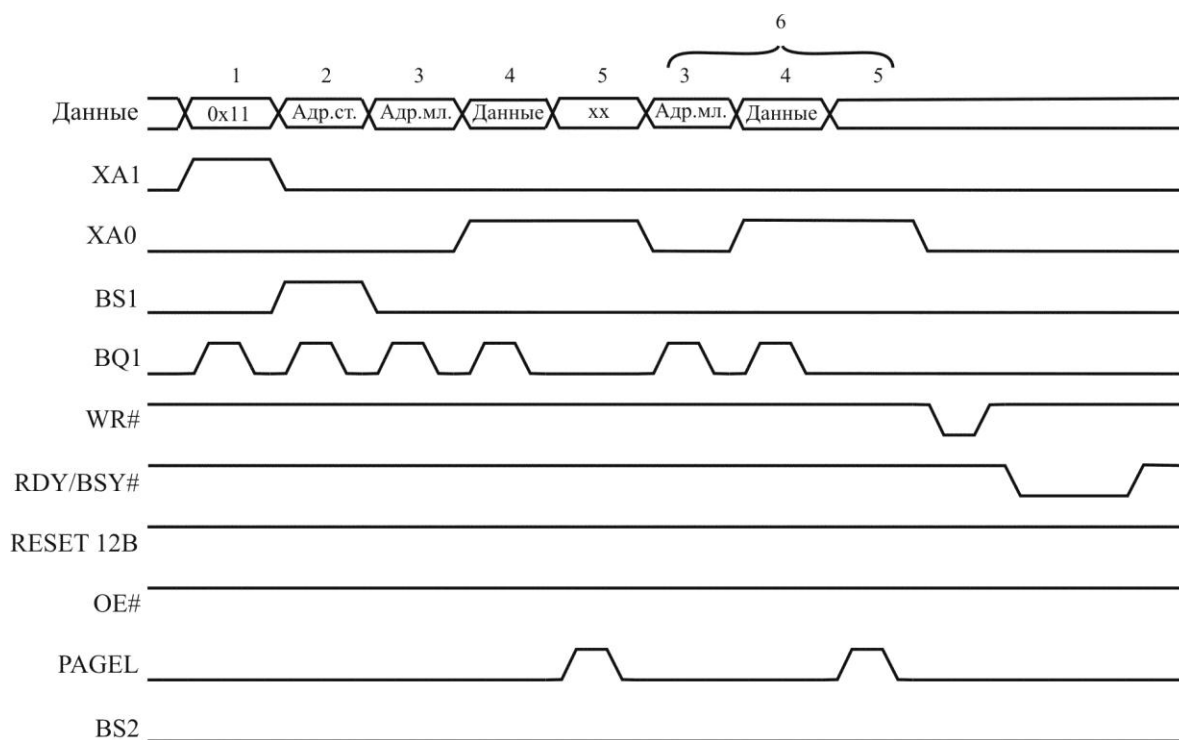 6
1 2 3 4 5 3 4 5
Данные 0x11 Адр.ст. Адр.мл. Данные xx Адр.мл. Данные
XA1
XA0
BS1
BQ1
WR#
RDY/BSY#
RESET 12В
OE#
PAGEL
BS2